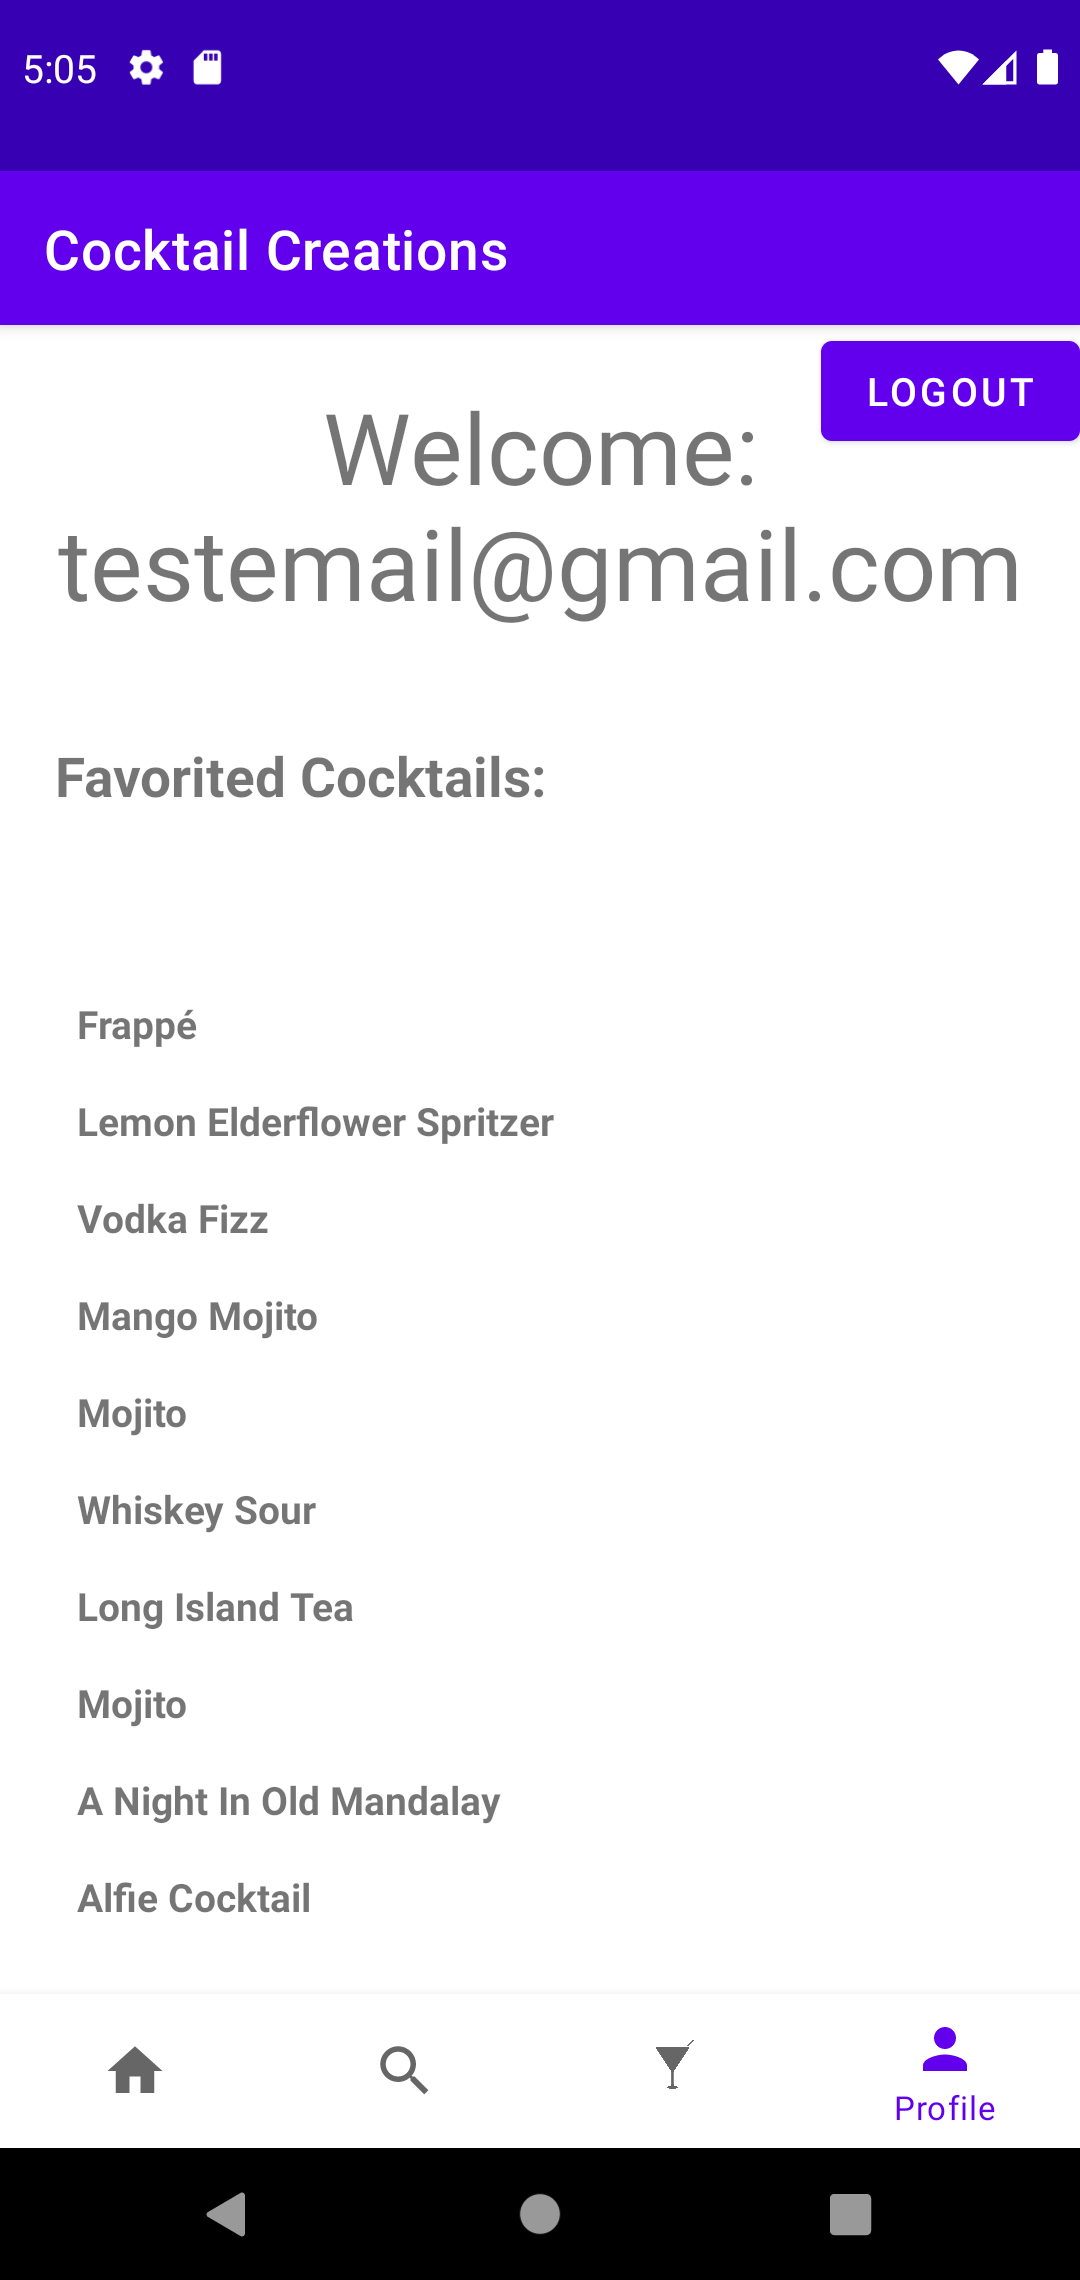 5:05
Cocktail Creations
LOGOUT
Welcome:
testemail@gmail.com
Favorited Cocktails:
Frappé
Lemon Elderflower Spritzer
Vodka Fizz
Mango Mojito
Mojito
Whiskey Sour
Long Island Tea
Mojito
A Night In Old Mandalay
Alfie Cocktail
Profile